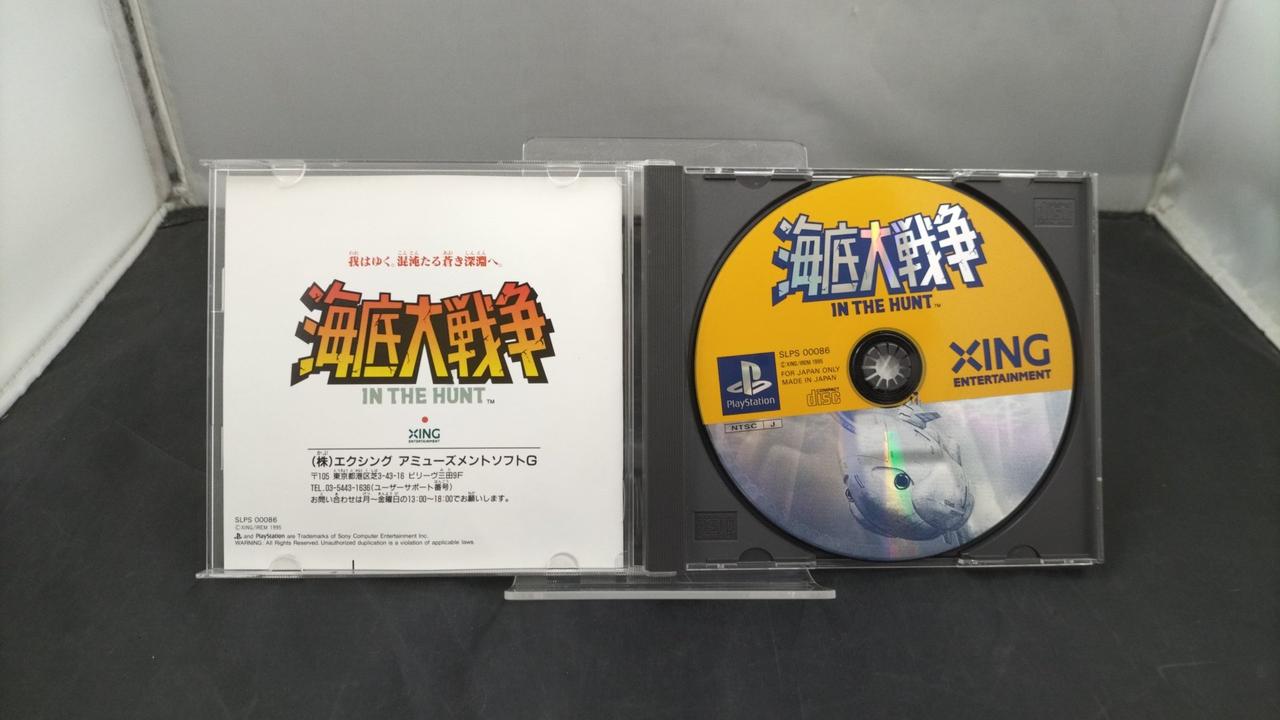 我はゆく。混沌たる蒼き深淵へ。
海底大戦争
IN THE HUNT™
XING
ENTERTAINMENT
(株)エクシング アミューズメントソフトG
〒105 東京都港区芝3-43-16 ビリーヴ三田9F
TEL.03-5443-1636(ユーザーサポート番号)
お問い合わせは月〜金曜日の13:00〜18:00でお願いします。
SLPS 00086
©XING/IREM 1995
and PlayStation are Trademarks of Sony Computer Entertainment Inc.
WARNING: All Rights Reserved. Unauthorized duplication is a violation of applicable laws.
海底大戦争
IN THE HUNT™
PlayStation
SLPS 00086
©XING/IREM 1995
FOR JAPAN ONLY
MADE IN JAPAN
COMPACT
disc
XING
ENTERTAINMENT
NTSC J